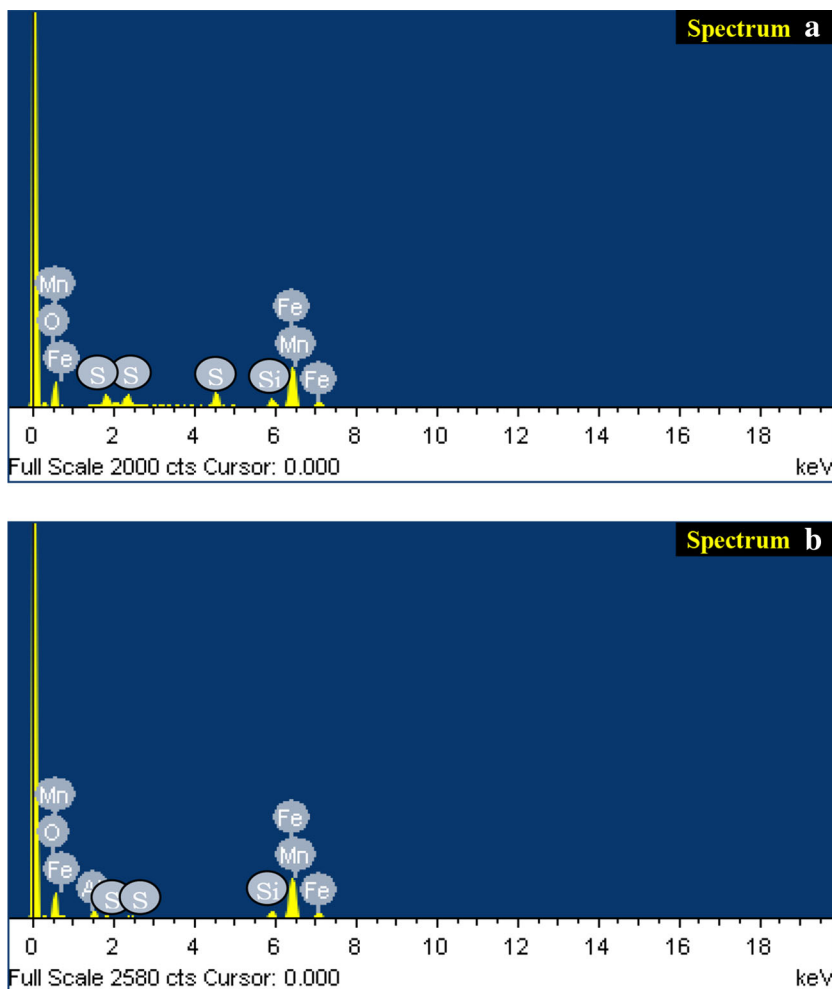 Spectrum a
Mn
O
Fe
S S S Si
Fe
Mn
Fe
0 2 4 6 8 10 12 14 16 18
Full Scale 2000 cts Cursor: 0.000 keV
Spectrum b
Mn
O
Fe
S S Si
Fe
Mn
Fe
0 2 4 6 8 10 12 14 16 18
Full Scale 2580 cts Cursor: 0.000 keV